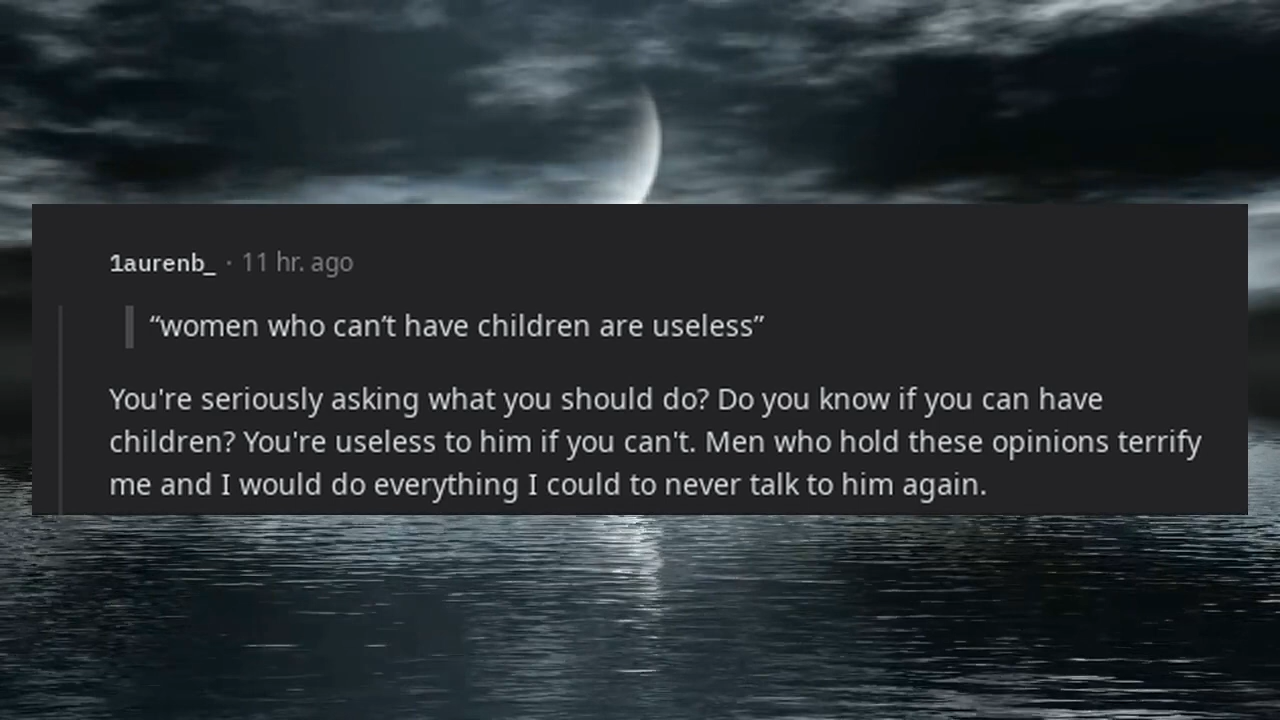 1aurenb_ · 11 hr. ago
“women who can’t have children are useless”
You're seriously asking what you should do? Do you know if you can have
children? You're useless to him if you can't. Men who hold these opinions terrify
me and I would do everything I could to never talk to him again.